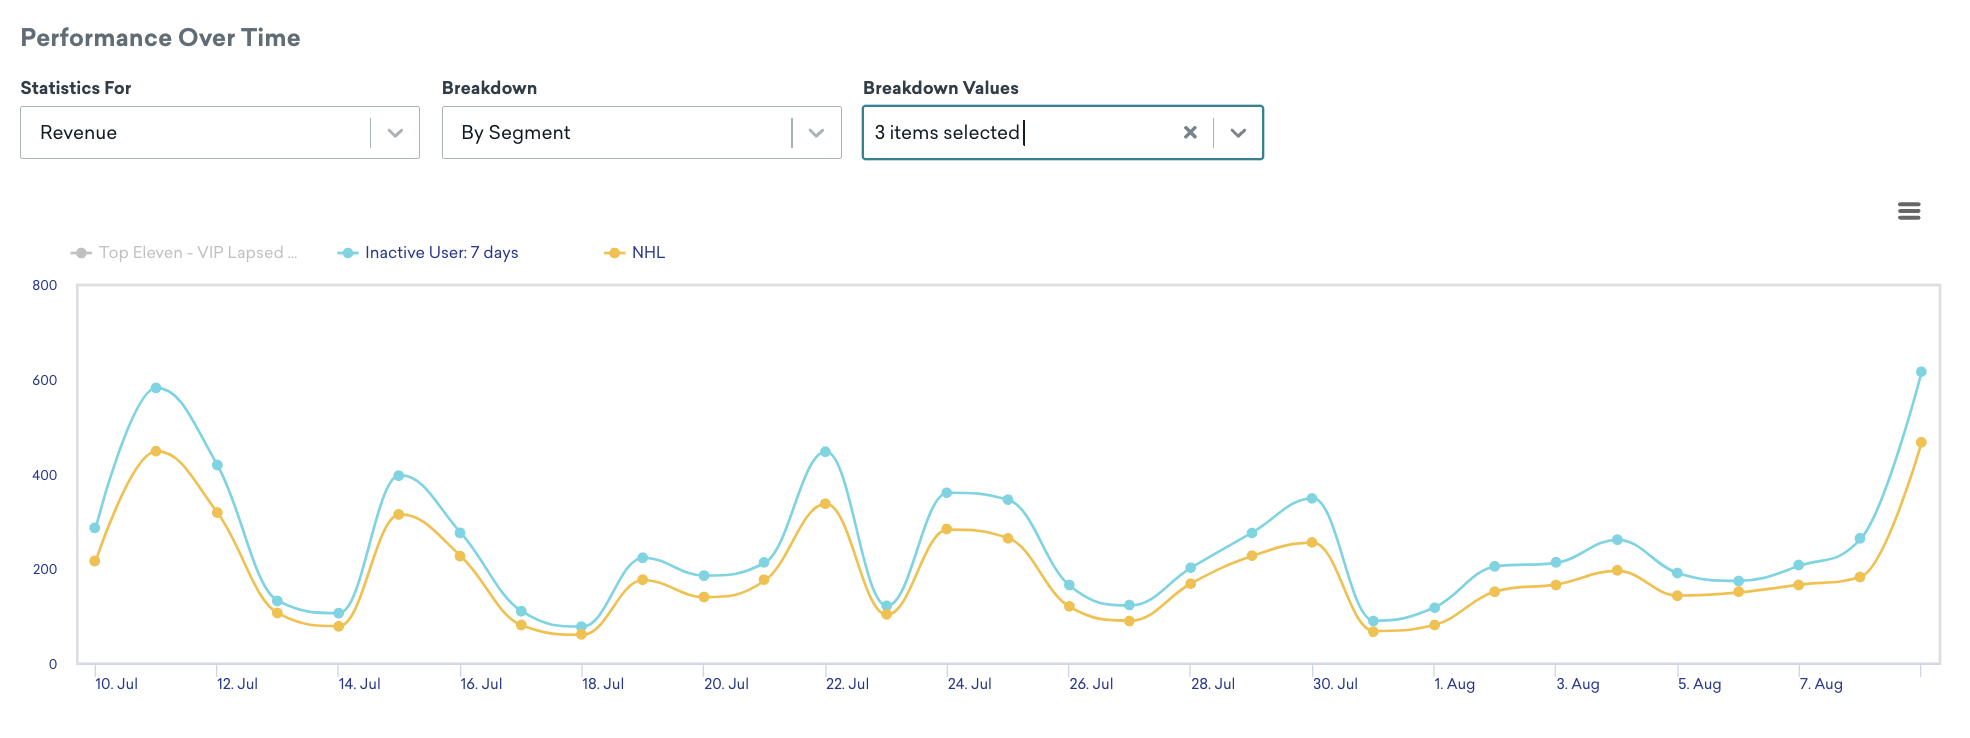 Performance Over Time
Statistics For
Breakdown
Breakdown Values
Revenue
By Segment
3 items selected
Top Eleven - VIP Lapsed ...
Inactive User: 7 days
NHL
800
600
400
200
0
10. Jul
12. Jul
14. Jul
16. Jul
18. Jul
20. Jul
22. Jul
24. Jul
26. Jul
28. Jul
30. Jul
1. Aug
3. Aug
5. Aug
7. Aug